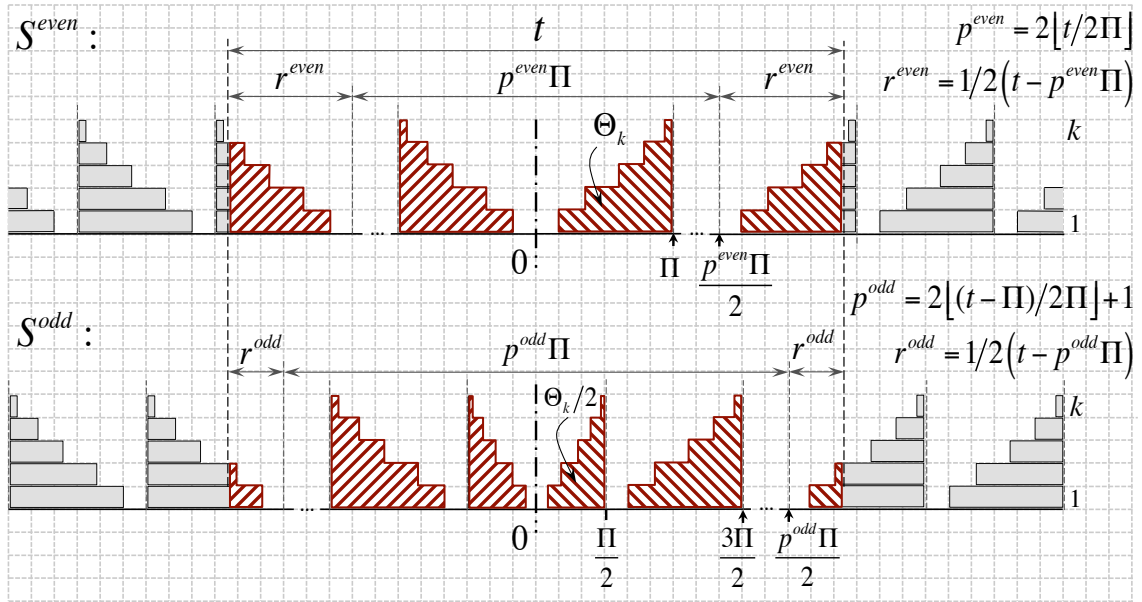 S^{even} :
t
p^{even} = 2⌊t/2Π⌋
r^{even}
p^{even}Π
r^{even}
r^{even} = 1/2(t − p^{even}Π)
Θ_k
k
1
...
0
Π
...
p^{even}Π/2
S^{odd} :
p^{odd} = 2⌊(t − Π)/2Π⌋+1
r^{odd}
p^{odd}Π
r^{odd}
r^{odd} = 1/2(t − p^{odd}Π)
Θ_k/2
k
1
...
0
Π/2
3Π/2
...
p^{odd}Π/2